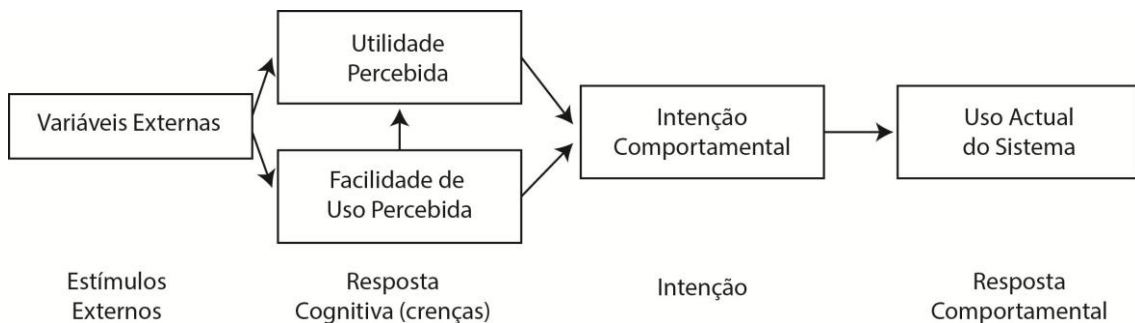 Variáveis Externas
Utilidade
Percebida
Facilidade de
Uso Percebida
Intenção
Comportamental
Uso Actual
do Sistema
Estímulos
Externos
Resposta
Cognitiva (crenças)
Intenção
Resposta
Comportamental